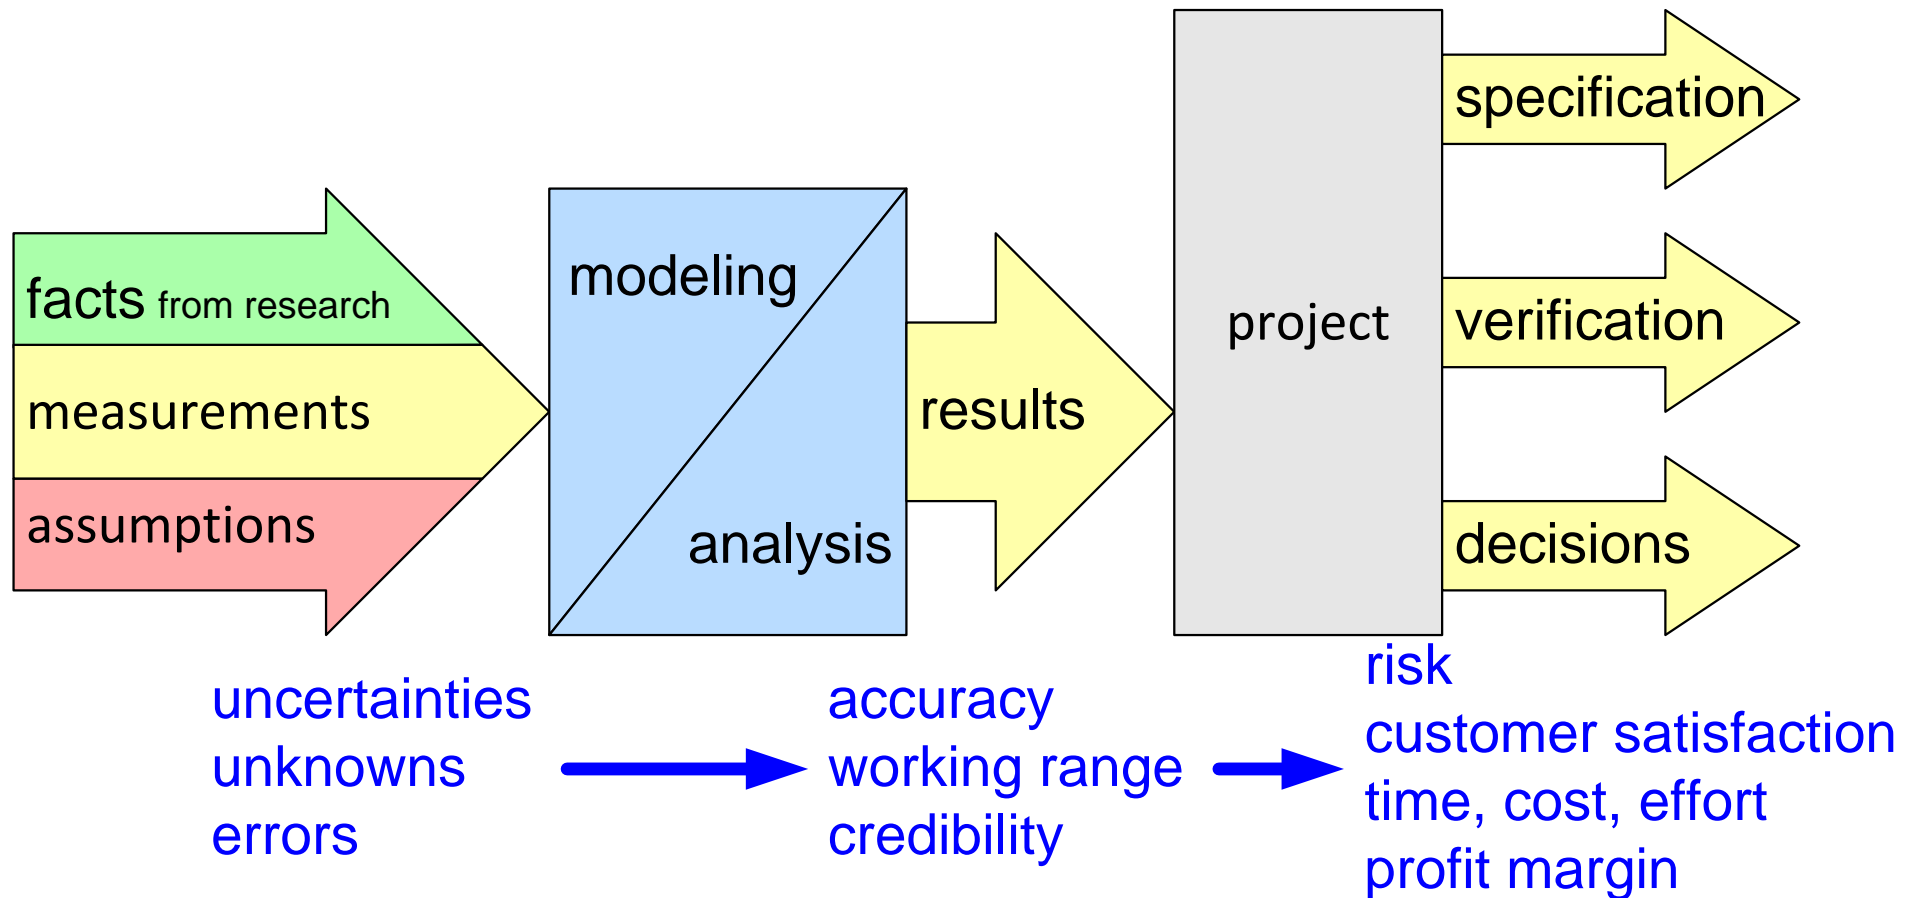 facts from research
measurements
assumptions
modeling
analysis
results
project
specification
verification
decisions
uncertainties
unknowns
errors
accuracy
working range
credibility
risk
customer satisfaction
time, cost, effort
profit margin